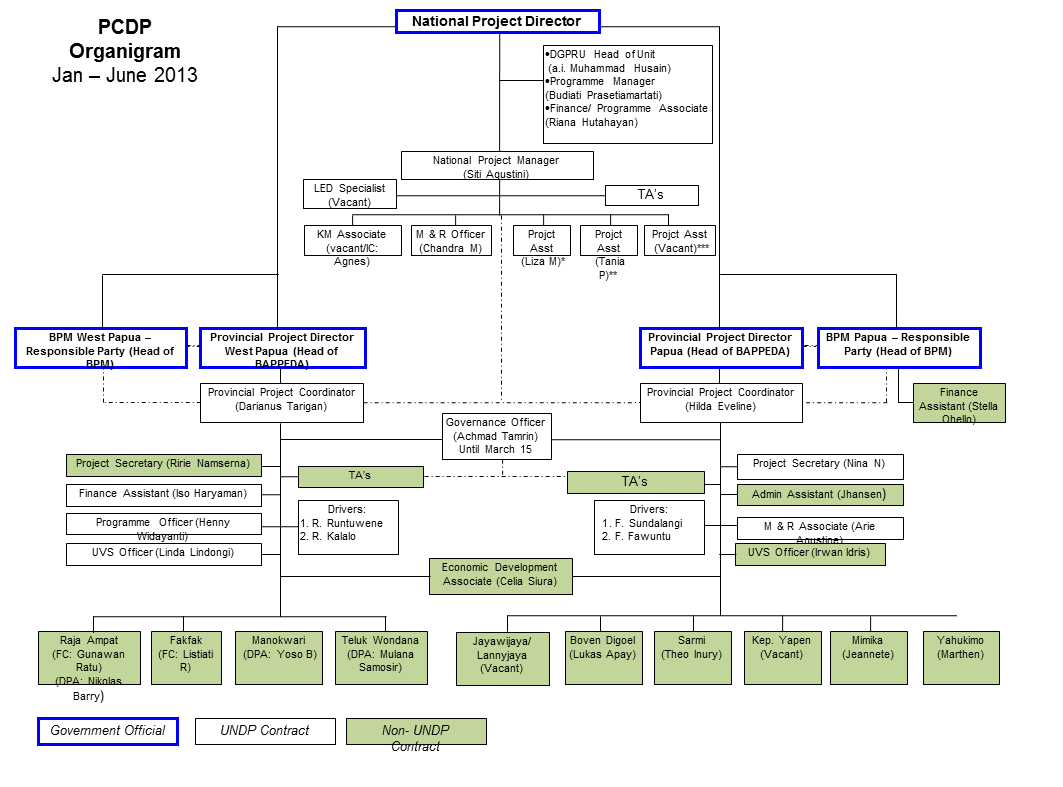 PCDP
Organigram
Jan – June 2013
National Project Director
•DGPRU Head of Unit
(a.i. Muhammad Husain)
•Programme Manager
(Budiati Prasetiamartati)
•Finance/ Programme Associate
(Riana Hutahayan)
National Project Manager
(Siti Agustini)
LED Specialist
(Vacant)
TA's
KM Associate
(vacant/IC:
Agnes)
M & R Officer
(Chandra M)
Projct
Asst
(Liza M)*
Projct
Asst
(Tania
P)**
Projct Asst
(Vacant)***
BPM West Papua –
Responsible Party (Head of
BPM)
Provincial Project Director
West Papua (Head of
BAPPEDA)
Provincial Project Director
Papua (Head of BAPPEDA)
BPM Papua – Responsible
Party (Head of BPM)
Provincial Project Coordinator
(Darianus Tarigan)
Provincial Project Coordinator
(Hilda Eveline)
Finance
Assistant (Stella
Ohello)
Governance Officer
(Achmad Tamrin)
Until March 15
Project Secretary (Ririe Namserna)
TA's
TA's
Project Secretary (Nina N)
Finance Assistant (Iso Haryaman)
Admin Assistant (Jhansen)
Programme Officer (Henny
Widayanti)
Drivers:
1. R. Runtuwene
2. R. Kalalo
Drivers:
1. F. Sundalangi
2. F. Fawuntu
M & R Associate (Arie
Agustine)
UVS Officer (Linda Lindongi)
UVS Officer (Irwan Idris)
Economic Development
Associate (Celia Siura)
Raja Ampat
(FC: Gunawan
Ratu)
(DPA: Nikolas
Barry)
Fakfak
(FC: Listiati
R)
Manokwari
(DPA: Yoso B)
Teluk Wondana
(DPA: Mulana
Samosir)
Jayawijaya/
Lannyjaya
(Vacant)
Boven Digoel
(Lukas Apay)
Sarmi
(Theo Inury)
Kep. Yapen
(Vacant)
Mimika
(Jeannete)
Yahukimo
(Marthen)
Government Official
UNDP Contract
Non- UNDP
Contract